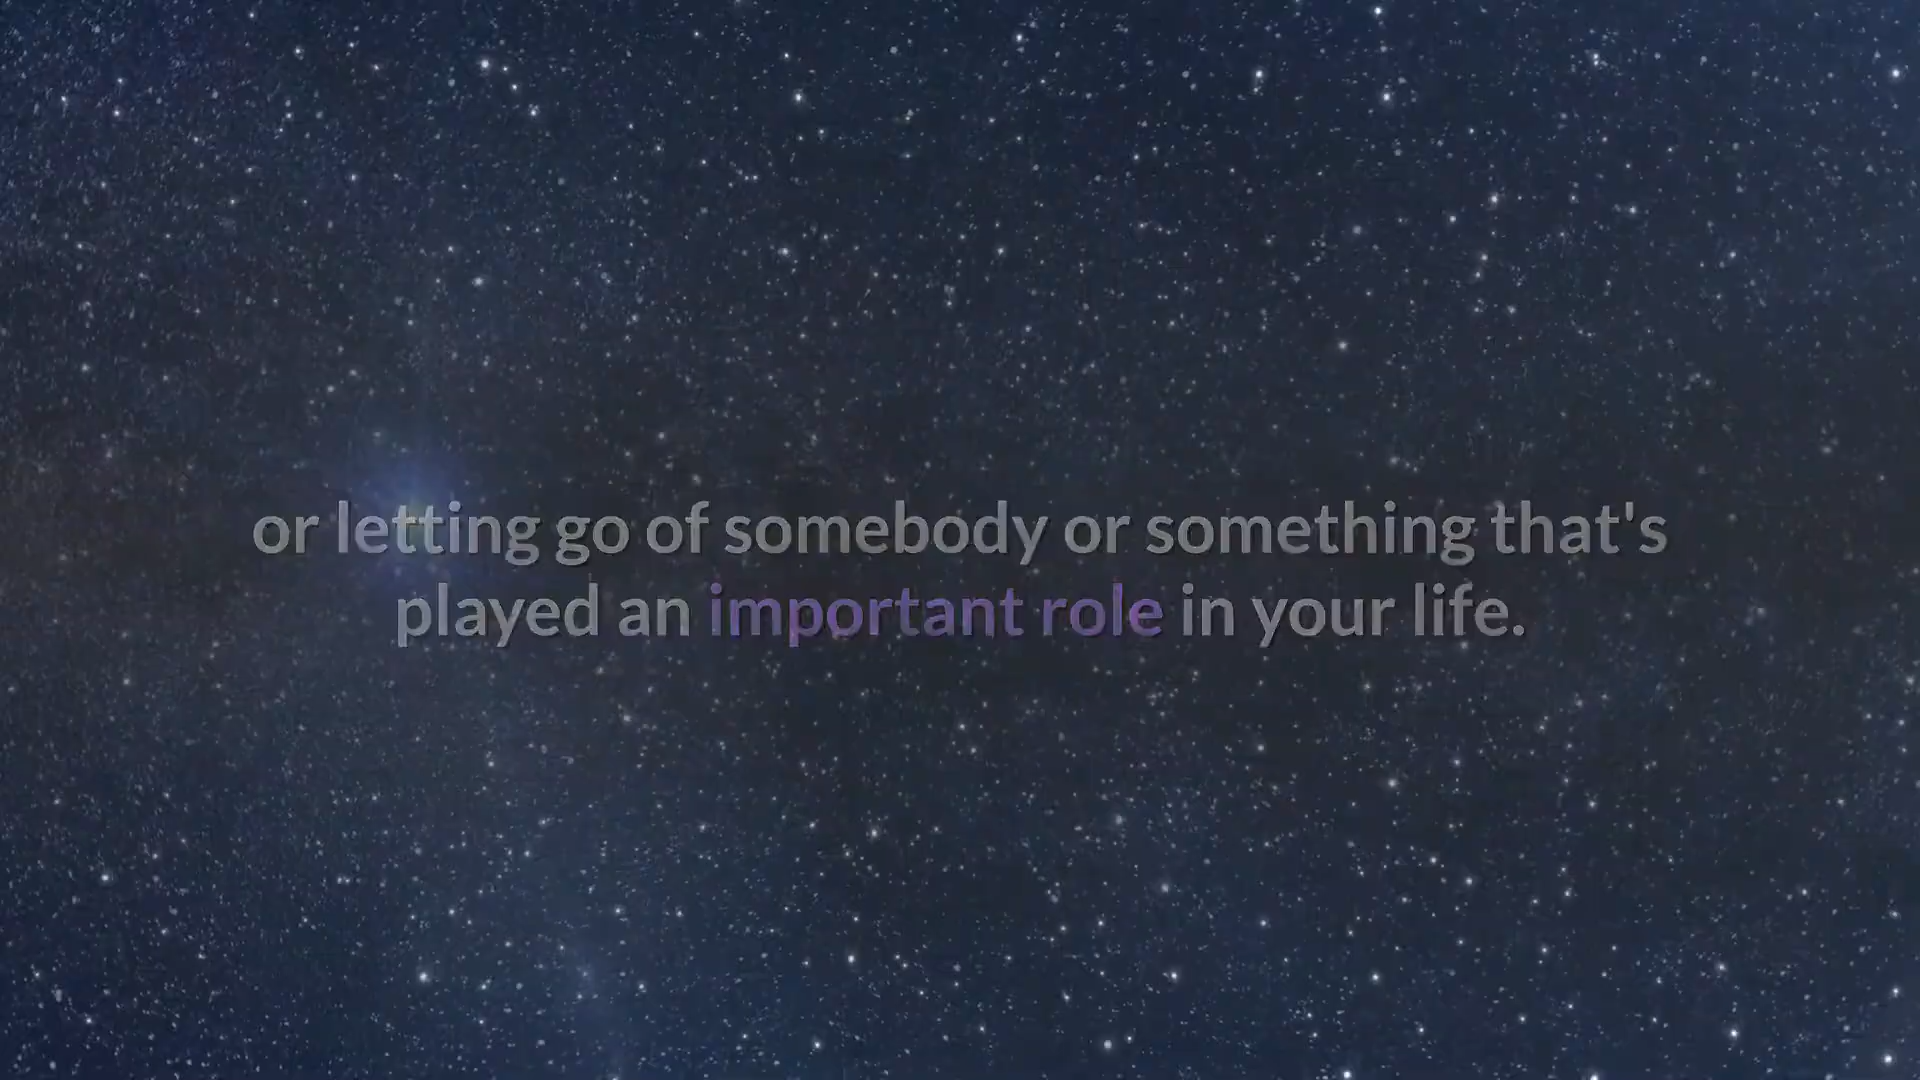 or letting go of somebody or something that's
played an important role in your life.